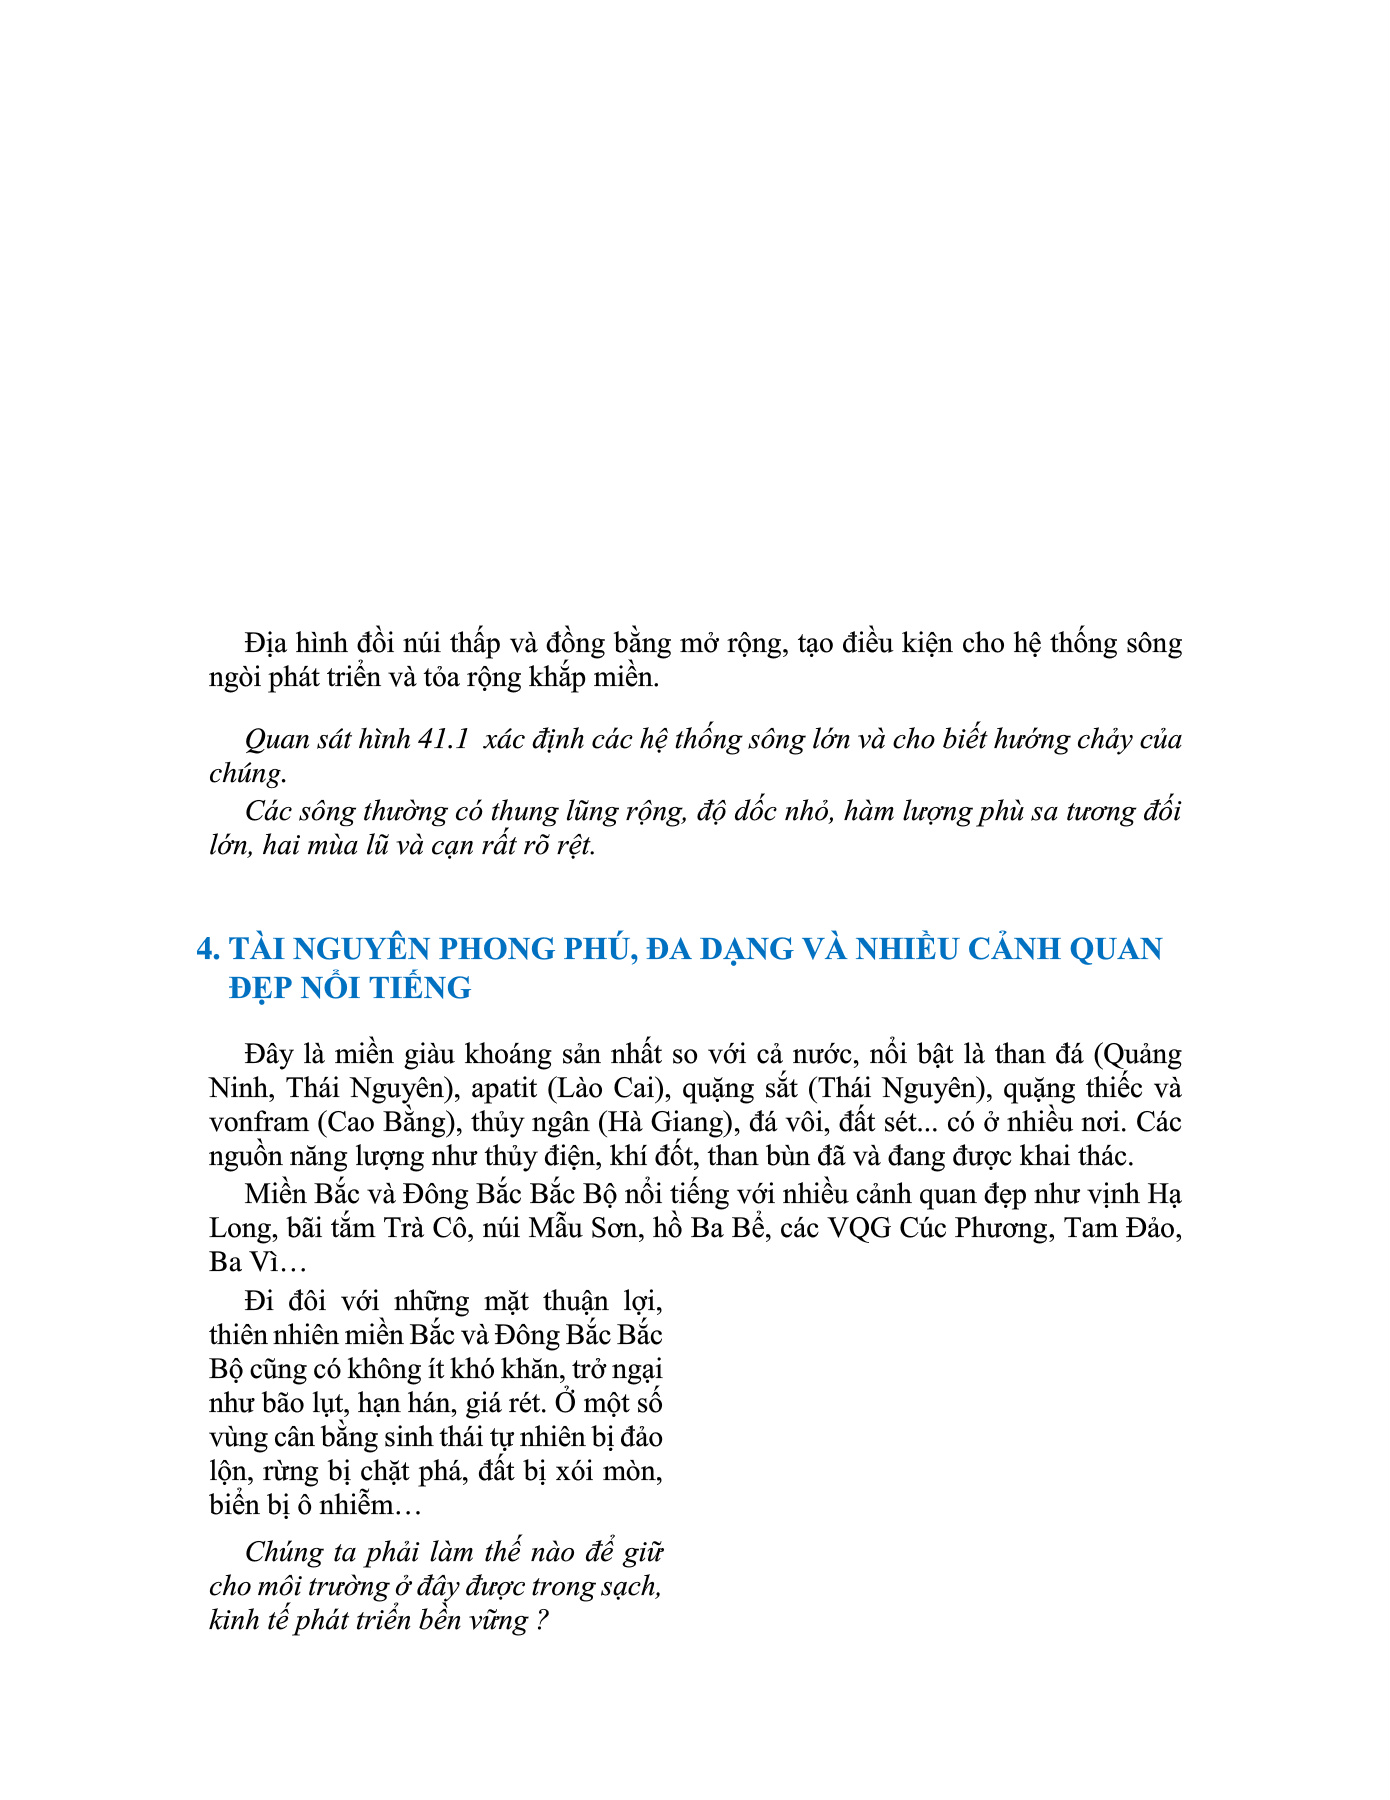 Địa hình đồi núi thấp và đồng bằng mở rộng, tạo điều kiện cho hệ thống sông
ngòi phát triển và tỏa rộng khắp miền.
Quan sát hình 41.1  xác định các hệ thống sông lớn và cho biết hướng chảy của
chúng.
Các sông thường có thung lũng rộng, độ dốc nhỏ, hàm lượng phù sa tương đối
lớn, hai mùa lũ và cạn rất rõ rệt.
4. TÀI NGUYÊN PHONG PHÚ, ĐA DẠNG VÀ NHIỀU CẢNH QUAN
ĐẸP NỔI TIẾNG
Đây là miền giàu khoáng sản nhất so với cả nước, nổi bật là than đá (Quảng
Ninh, Thái Nguyên), apatit (Lào Cai), quặng sắt (Thái Nguyên), quặng thiếc và
vonfram (Cao Bằng), thủy ngân (Hà Giang), đá vôi, đất sét... có ở nhiều nơi. Các
nguồn năng lượng như thủy điện, khí đốt, than bùn đã và đang được khai thác.
Miền Bắc và Đông Bắc Bắc Bộ nổi tiếng với nhiều cảnh quan đẹp như vịnh Hạ
Long, bãi tắm Trà Cô, núi Mẫu Sơn, hồ Ba Bể, các VQG Cúc Phương, Tam Đảo,
Ba Vì…
Đi đôi với những mặt thuận lợi,
thiên nhiên miền Bắc và Đông Bắc Bắc
Bộ cũng có không ít khó khăn, trở ngại
như bão lụt, hạn hán, giá rét. Ở một số
vùng cân bằng sinh thái tự nhiên bị đảo
lộn, rừng bị chặt phá, đất bị xói mòn,
biển bị ô nhiễm…
Chúng ta phải làm thế nào để giữ
cho môi trường ở đây được trong sạch,
kinh tế phát triển bền vững ?